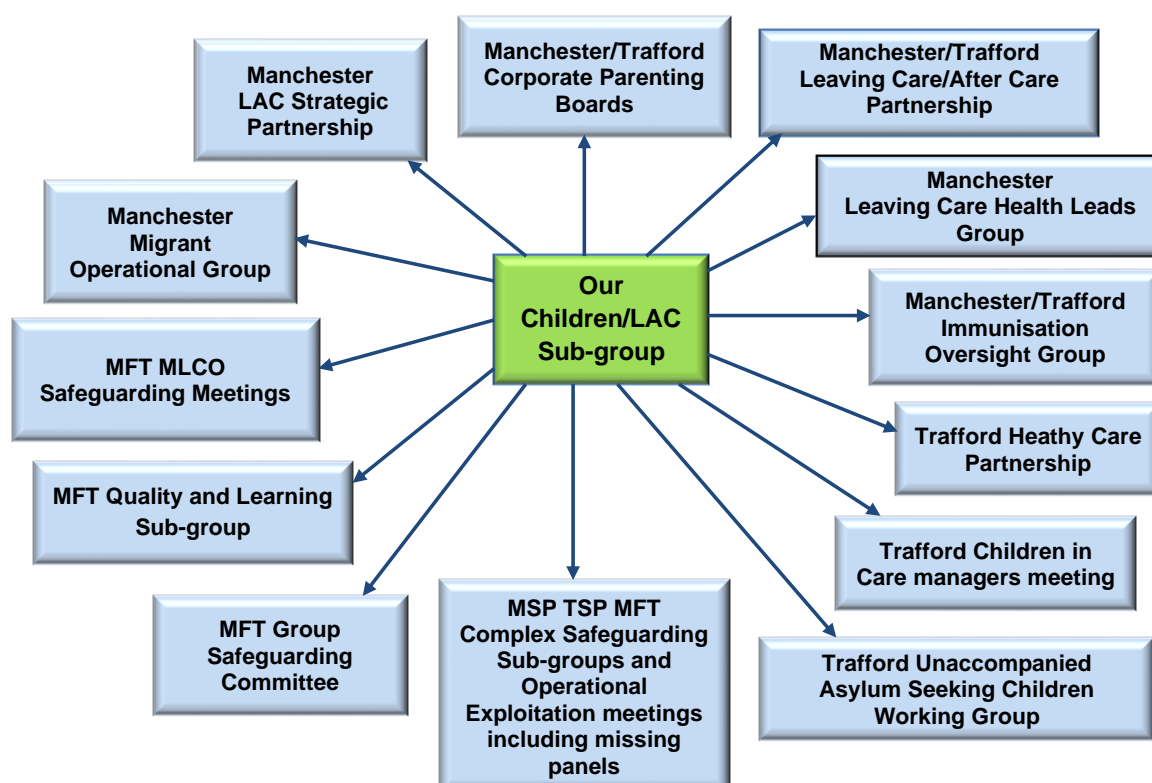 Manchester
LAC Strategic
Partnership
Manchester/Trafford
Corporate Parenting
Boards
Manchester/Trafford
Leaving Care/After Care
Partnership
Manchester
Migrant
Operational Group
Manchester
Leaving Care Health Leads
Group
Our
Children/LAC
Sub-group
Manchester/Trafford
Immunisation
Oversight Group
MFT MLCO
Safeguarding Meetings
Trafford Heathy Care
Partnership
MFT Quality and Learning
Sub-group
Trafford Children in
Care managers meeting
MFT Group
Safeguarding
Committee
MSP TSP MFT
Complex Safeguarding
Sub-groups and
Operational
Exploitation meetings
including missing
panels
Trafford Unaccompanied
Asylum Seeking Children
Working Group